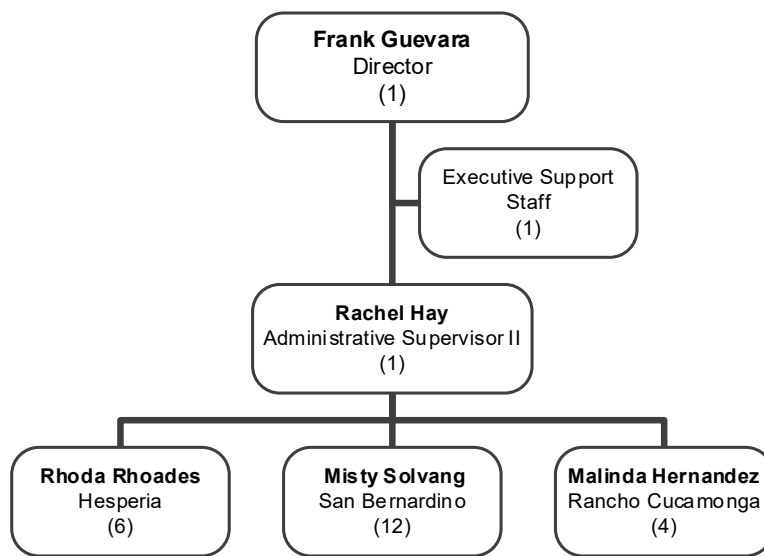 Frank Guevara
Director
(1)
Executive Support
Staff
(1)
Rachel Hay
Administrative Supervisor II
(1)
Rhoda Rhoades
Hesperia
(6)
Misty Solvang
San Bernardino
(12)
Malinda Hernandez
Rancho Cucamonga
(4)